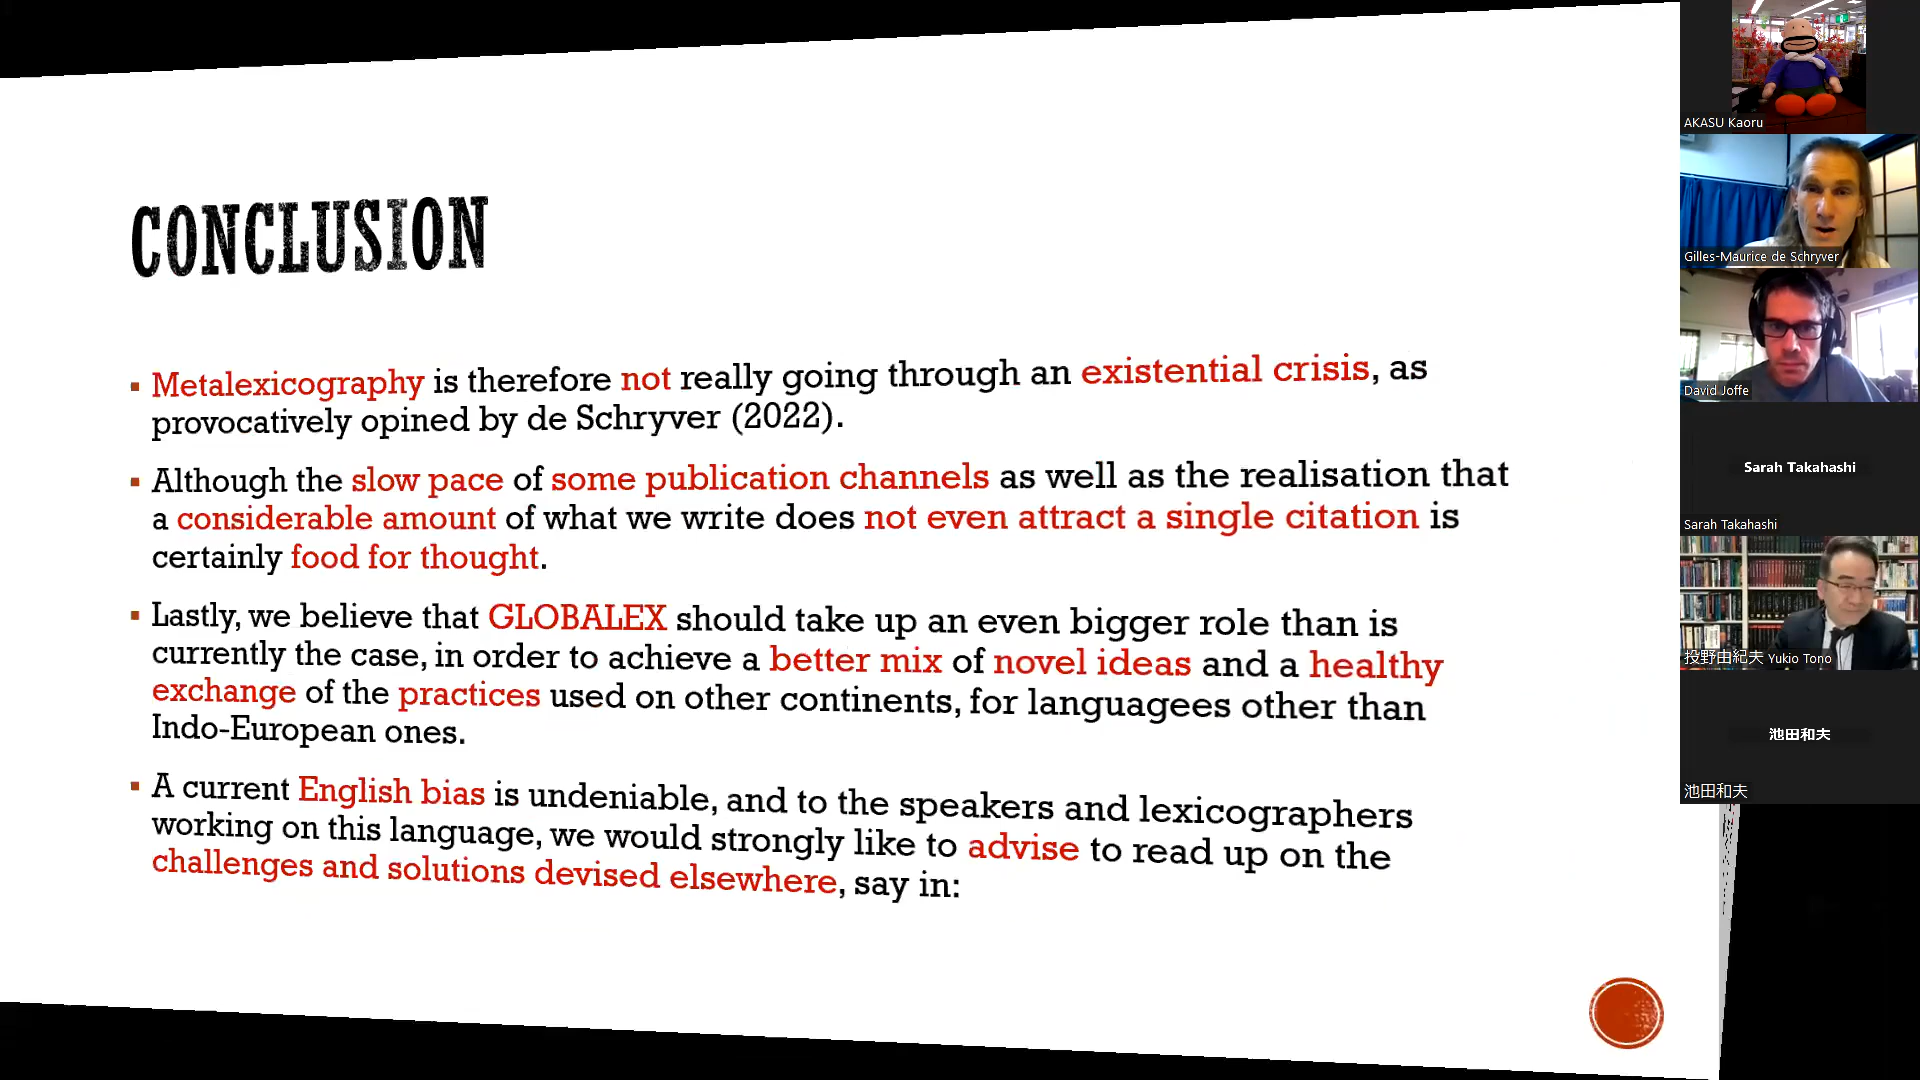 CONCLUSION
▪ Metalexicography is therefore not really going through an existential crisis, as
provocatively opined by de Schryver (2022).
▪ Although the slow pace of some publication channels as well as the realisation that
a considerable amount of what we write does not even attract a single citation is
certainly food for thought.
▪ Lastly, we believe that GLOBALEX should take up an even bigger role than is
currently the case, in order to achieve a better mix of novel ideas and a healthy
exchange of the practices used on other continents, for languagees other than
Indo-European ones.
▪ A current English bias is undeniable, and to the speakers and lexicographers
working on this language, we would strongly like to advise to read up on the
challenges and solutions devised elsewhere, say in:
AKASU Kaoru
Gilles-Maurice de Schryver
David Joffe
Sarah Takahashi
Sarah Takahashi
投野由紀夫 Yukio Tono
池田和夫
池田和夫